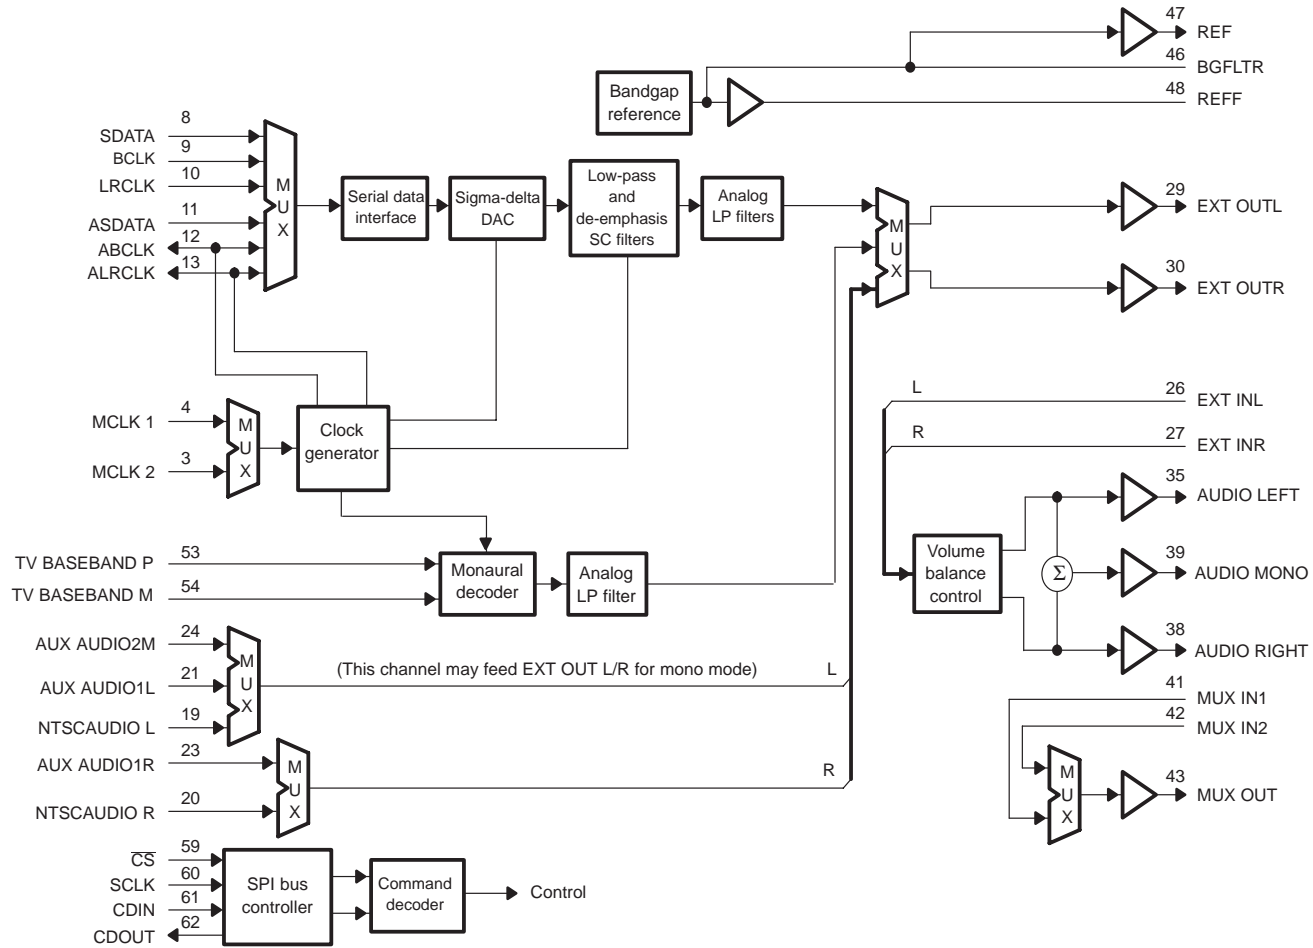 47
REF
46
BGFLTR
48
REFF
Bandgap
reference
8
SDATA
9
BCLK
10
LRCLK
11
ASDATA
12
ABCLK
13
ALRCLK
M
U
X
Serial data
interface
Sigma-delta
DAC
Low-pass
and
de-emphasis
SC filters
Analog
LP filters
M
U
X
29
EXT OUTL
30
EXT OUTR
4
MCLK 1
3
MCLK 2
M
U
X
Clock
generator
L
26
EXT INL
R
27
EXT INR
35
AUDIO LEFT
39
AUDIO MONO
38
AUDIO RIGHT
Volume
balance
control
Σ
53
TV BASEBAND P
54
TV BASEBAND M
Monaural
decoder
Analog
LP filter
24
AUX AUDIO2M
21
AUX AUDIO1L
19
NTSCAUDIO L
M
U
X
(This channel may feed EXT OUT L/R for mono mode)
L
23
AUX AUDIO1R
20
NTSCAUDIO R
M
U
X
R
41
MUX IN1
42
MUX IN2
M
U
X
43
MUX OUT
59
CS
60
SCLK
61
CDIN
62
CDOUT
SPI bus
controller
Command
decoder
Control